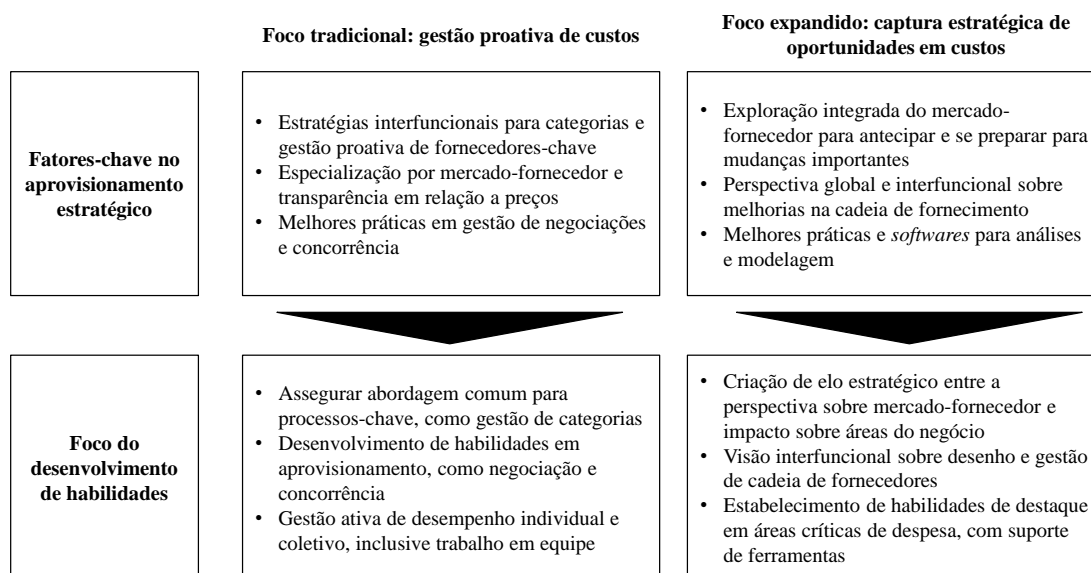 Foco tradicional: gestão proativa de custos
Foco expandido: captura estratégica de
oportunidades em custos
Fatores-chave no
aprovisionamento
estratégico
• Estratégias interfuncionais para categorias e
gestão proativa de fornecedores-chave
• Especialização por mercado-fornecedor e
transparência em relação a preços
• Melhores práticas em gestão de negociações
e concorrência
• Exploração integrada do mercado-
fornecedor para antecipar e se preparar para
mudanças importantes
• Perspectiva global e interfuncional sobre
melhorias na cadeia de fornecimento
• Melhores práticas e softwares para análises
e modelagem
Foco do
desenvolvimento
de habilidades
• Assegurar abordagem comum para
processos-chave, como gestão de categorias
• Desenvolvimento de habilidades em
aprovisionamento, como negociação e
concorrência
• Gestão ativa de desempenho individual e
coletivo, inclusive trabalho em equipe
• Criação de elo estratégico entre a
perspectiva sobre mercado-fornecedor e
impacto sobre áreas do negócio
• Visão interfuncional sobre desenho e gestão
de cadeia de fornecedores
• Estabelecimento de habilidades de destaque
em áreas críticas de despesa, com suporte
de ferramentas